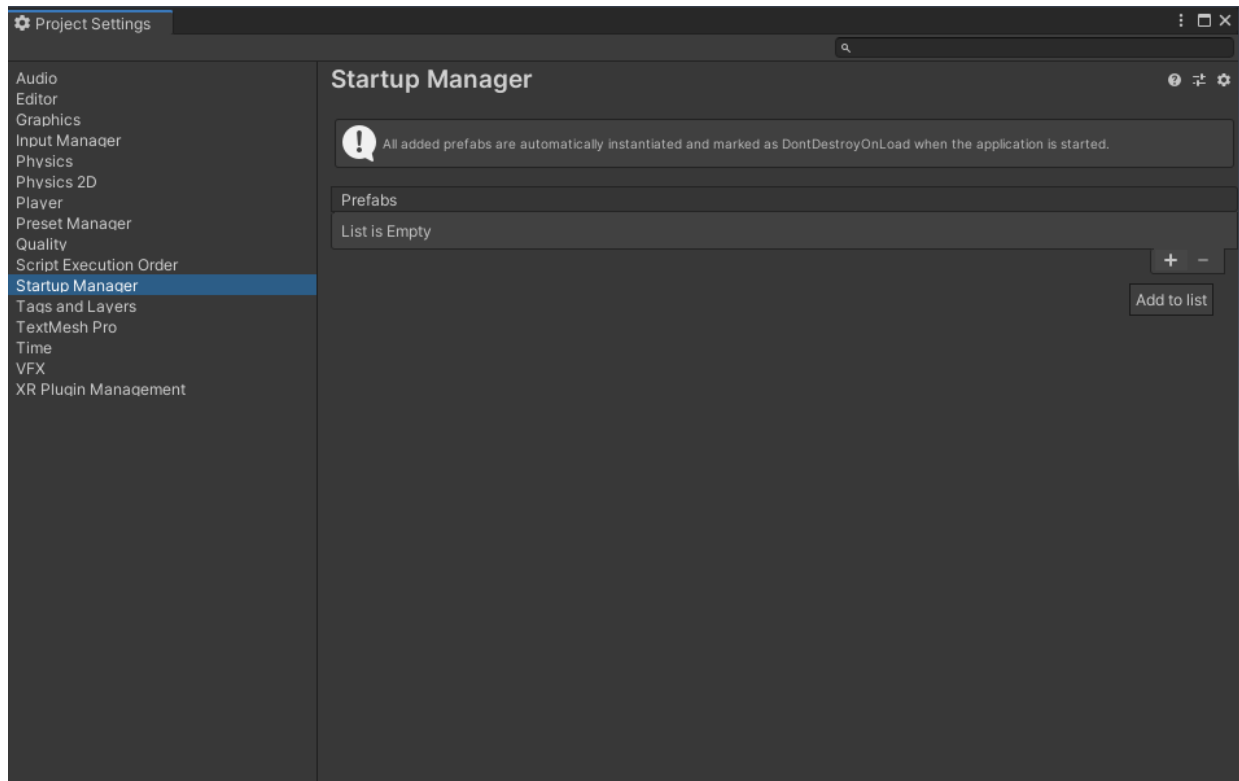 Project Settings
Audio
Editor
Graphics
Input Manager
Physics
Physics 2D
Player
Preset Manager
Quality
Script Execution Order
Startup Manager
Tags and Layers
TextMesh Pro
Time
VFX
XR Plugin Management
Startup Manager
All added prefabs are automatically instantiated and marked as DontDestroyOnLoad when the application is started.
Prefabs
List is Empty
Add to list